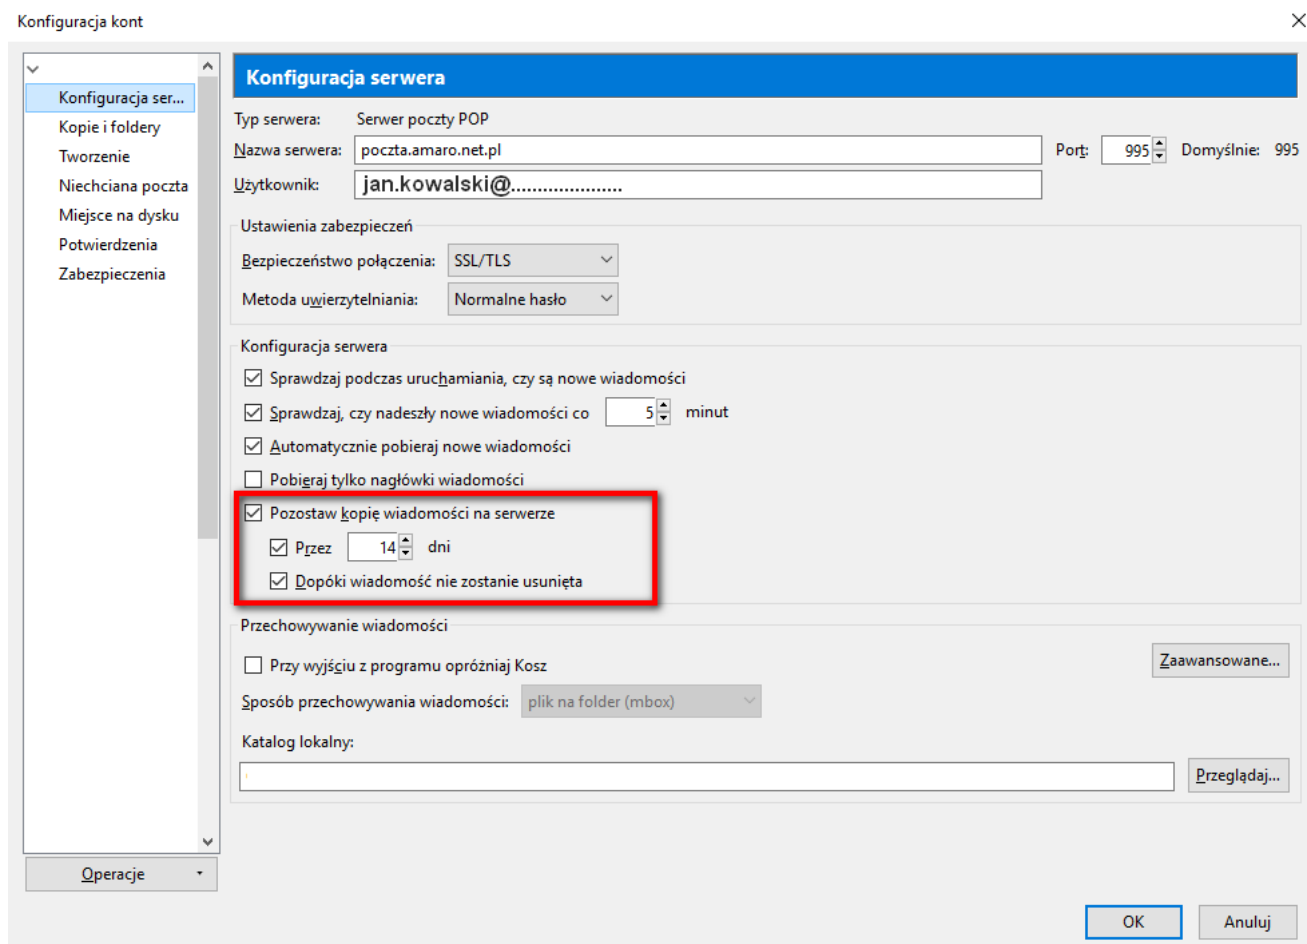 Konfiguracja kont
Konfiguracja ser...
Kopie i foldery
Tworzenie
Niechciana poczta
Miejsce na dysku
Potwierdzenia
Zabezpieczenia
Operacje
Konfiguracja serwera
Typ serwera: Serwer poczty POP
Nazwa serwera: poczta.amaro.net.pl Port: 995 Domyślnie: 995
Użytkownik: jan.kowalski@......................
Ustawienia zabezpieczeń
Bezpieczeństwo połączenia: SSL/TLS
Metoda uwierzytelniania: Normalne hasło
Konfiguracja serwera
Sprawdzaj podczas uruchamiania, czy są nowe wiadomości
Sprawdzaj, czy nadeszły nowe wiadomości co 5 minut
Automatycznie pobieraj nowe wiadomości
Pobieraj tylko nagłówki wiadomości
Pozostaw kopię wiadomości na serwerze
Przez 14 dni
Dopóki wiadomość nie zostanie usunięta
Przechowywanie wiadomości
Przy wyjściu z programu opróżniaj Kosz
Zaawansowane...
Sposób przechowywania wiadomości: plik na folder (mbox)
Katalog lokalny:
Przeglądaj...
OK Anuluj